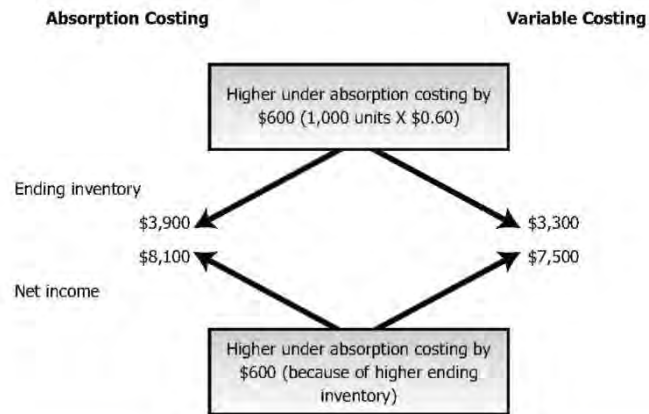 Absorption Costing
Variable Costing
Higher under absorption costing by
$600 (1,000 units X $0.60)
Ending inventory
$3,900
$3,300
$8,100
$7,500
Net income
Higher under absorption costing by
$600 (because of higher ending
inventory)